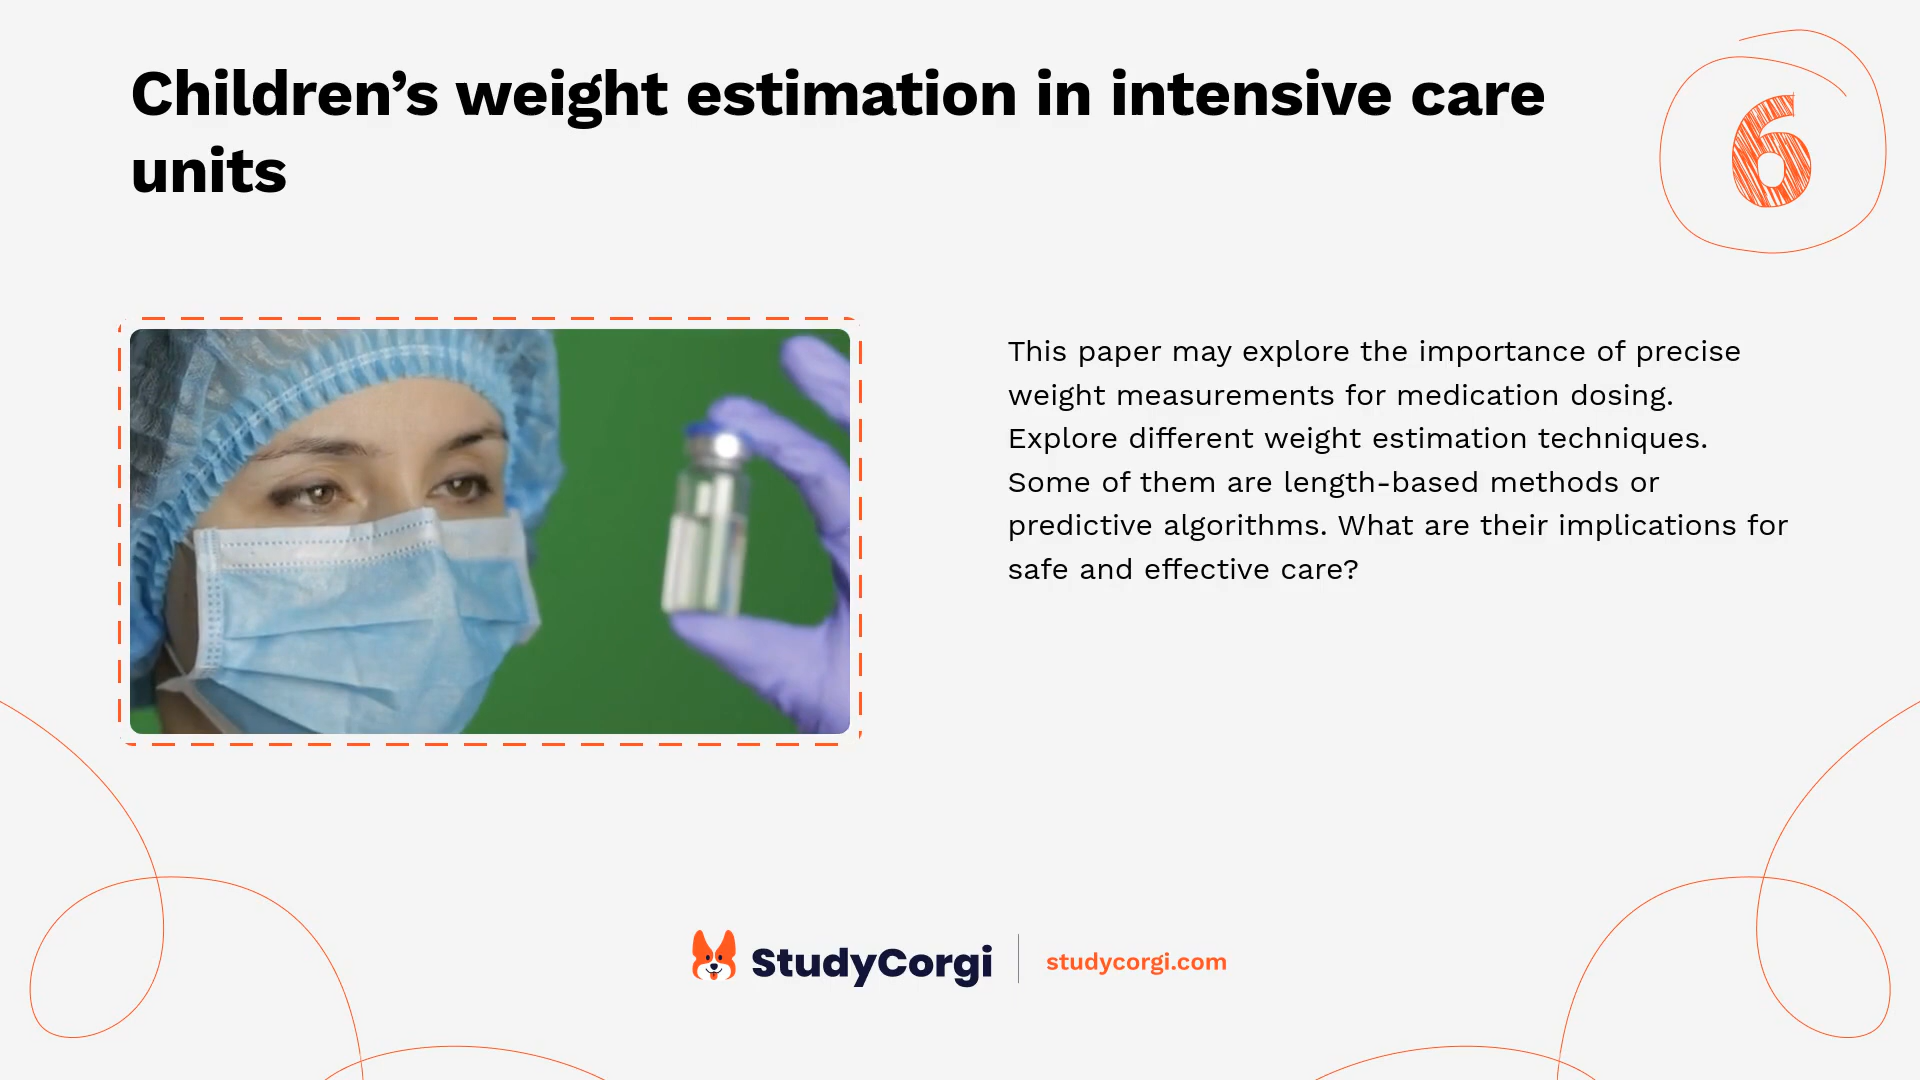 Children’s weight estimation in intensive care
units
6
This paper may explore the importance of precise
weight measurements for medication dosing.
Explore different weight estimation techniques.
Some of them are length-based methods or
predictive algorithms. What are their implications for
safe and effective care?
StudyCorgi
studycorgi.com